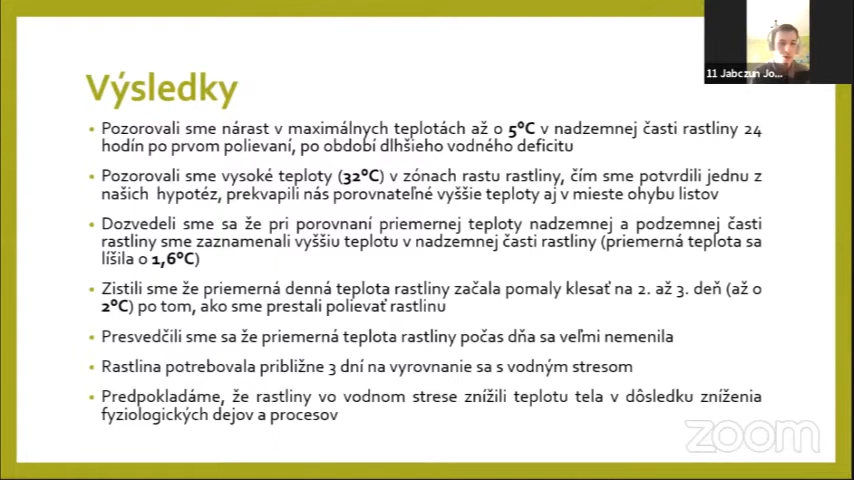 11 Jabczun Jo...
Výsledky
• Pozorovali sme nárast v maximálnych teplotách až o 5°C v nadzemnej časti rastliny 24
hodín po prvom polievaní, po období dlhšieho vodného deficitu
• Pozorovali sme vysoké teploty (32°C) v zónach rastu rastliny, čím sme potvrdili jednu z
našich hypotéz, prekvapili nás porovnateľné vyššie teploty aj v mieste ohybu listov
• Dozvedeli sme sa že pri porovnaní priemernej teploty nadzemnej a podzemnej časti
rastliny sme zaznamenali vyššiu teplotu v nadzemnej časti rastliny (priemerná teplota sa
líšila o 1,6°C)
• Zistili sme že priemerná denná teplota rastliny začala pomaly klesať na 2. až 3. deň (až o
2°C) po tom, ako sme prestali polievať rastlinu
• Presvedčili sme sa že priemerná teplota rastliny počas dňa sa veľmi nemenila
• Rastlina potrebovala približne 3 dní na vyrovnanie sa s vodným stresom
• Predpokladáme, že rastliny vo vodnom strese znížili teplotu tela v dôsledku zníženia
fyziologických dejov a procesov
zoom